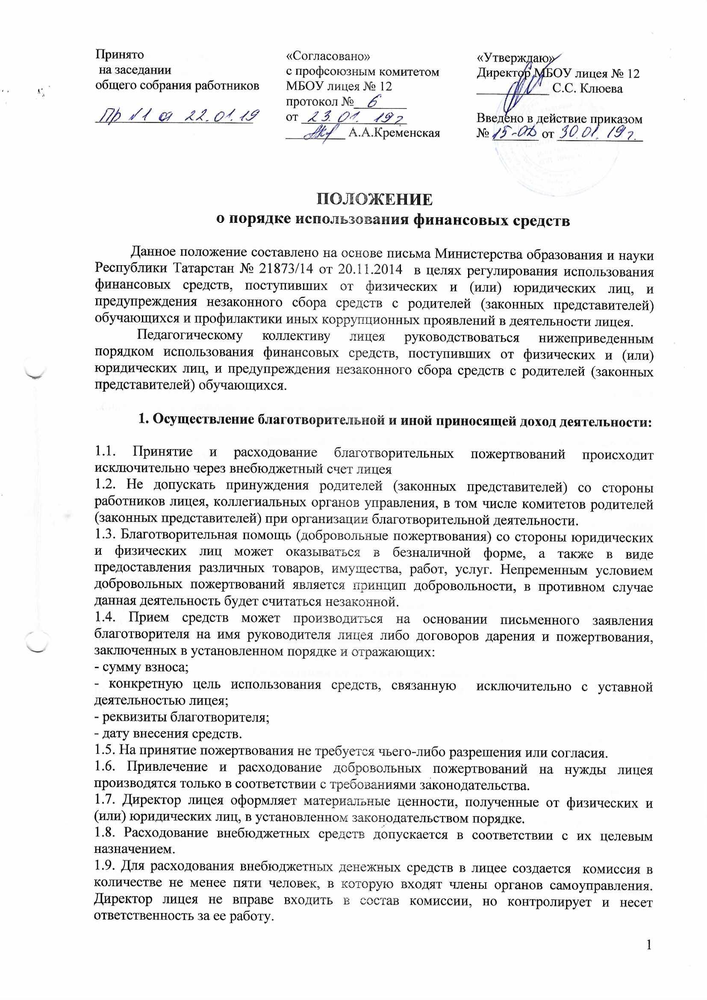 Принято
на заседании
общего собрания работников
Пр №1 от 22.01.19
«Согласовано»
с профсоюзным комитетом
МБОУ лицея № 12
протокол № 6
от 23.01. 19г
А.А.Кременская
«Утверждаю»
Директор МБОУ лицея № 12
С.С. Клюева
Введено в действие приказом
№ 15-ОД от 30.01.19г.
ПОЛОЖЕНИЕ
о порядке использования финансовых средств
Данное положение составлено на основе письма Министерства образования и науки
Республики Татарстан № 21873/14 от 20.11.2014 в целях регулирования использования
финансовых средств, поступивших от физических и (или) юридических лиц, и
предупреждения незаконного сбора средств с родителей (законных представителей)
обучающихся и профилактики иных коррупционных проявлений в деятельности лицея.
Педагогическому коллективу лицея руководствоваться нижеприведенным
порядком использования финансовых средств, поступивших от физических и (или)
юридических лиц, и предупреждения незаконного сбора средств с родителей (законных
представителей) обучающихся.
1. Осуществление благотворительной и иной приносящей доход деятельности:
1.1. Принятие и расходование благотворительных пожертвований происходит
исключительно через внебюджетный счет лицея
1.2. Не допускать принуждения родителей (законных представителей) со стороны
работников лицея, коллегиальных органов управления, в том числе комитетов родителей
(законных представителей) при организации благотворительной деятельности.
1.3. Благотворительная помощь (добровольные пожертвования) со стороны юридических
и физических лиц может оказываться в безналичной форме, а также в виде
предоставления различных товаров, имущества, работ, услуг. Непременным условием
добровольных пожертвований является принцип добровольности, в противном случае
данная деятельность будет считаться незаконной.
1.4. Прием средств может производиться на основании письменного заявления
благотворителя на имя руководителя лицея либо договоров дарения и пожертвования,
заключенных в установленном порядке и отражающих:
- сумму взноса;
- конкретную цель использования средств, связанную исключительно с уставной
деятельностью лицея;
- реквизиты благотворителя;
- дату внесения средств.
1.5. На принятие пожертвования не требуется чьего-либо разрешения или согласия.
1.6. Привлечение и расходование добровольных пожертвований на нужды лицея
производятся только в соответствии с требованиями законодательства.
1.7. Директор лицея оформляет материальные ценности, полученные от физических и
(или) юридических лиц, в установленном законодательством порядке.
1.8. Расходование внебюджетных средств допускается в соответствии с их целевым
назначением.
1.9. Для расходования внебюджетных денежных средств в лицее создается комиссия в
количестве не менее пяти человек, в которую входят члены органов самоуправления.
Директор лицея не вправе входить в состав комиссии, но контролирует и несет
ответственность за ее работу.
1